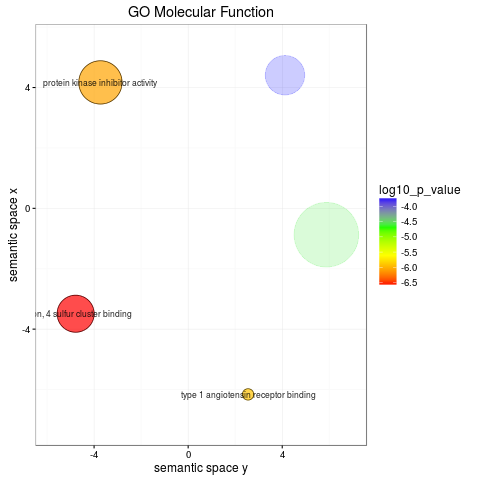 GO Molecular Function
protein kinase inhibitor activity
4 sulfur cluster binding
type 1 angiotensin receptor binding
4
0
-4
-4
0
4
semantic space x
semantic space y
log10_p_value
-4.0
-4.5
-5.0
-5.5
-6.0
-6.5